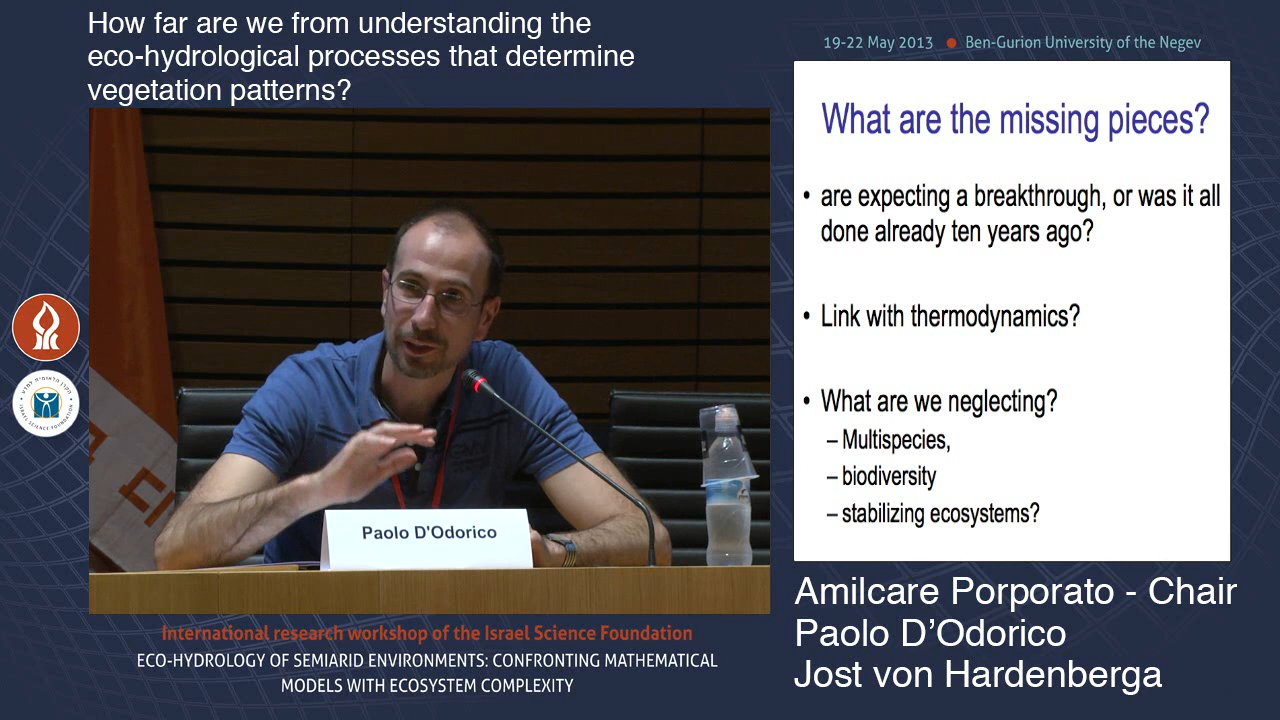 How far are we from understanding the
eco-hydrological processes that determine
vegetation patterns?
19-22 May 2013 ● Ben-Gurion University of the Negev
What are the missing pieces?
• are expecting a breakthrough, or was it all
done already ten years ago?
• Link with thermodynamics?
• What are we neglecting?
– Multispecies,
– biodiversity
– stabilizing ecosystems?
Paolo D'Odorico
ISRAEL SCIENCE FOUNDATION
Amilcare Porporato - Chair
Paolo D’Odorico
Jost von Hardenberga
International research workshop of the Israel Science Foundation
ECO-HYDROLOGY OF SEMIARID ENVIRONMENTS: CONFRONTING MATHEMATICAL
MODELS WITH ECOSYSTEM COMPLEXITY